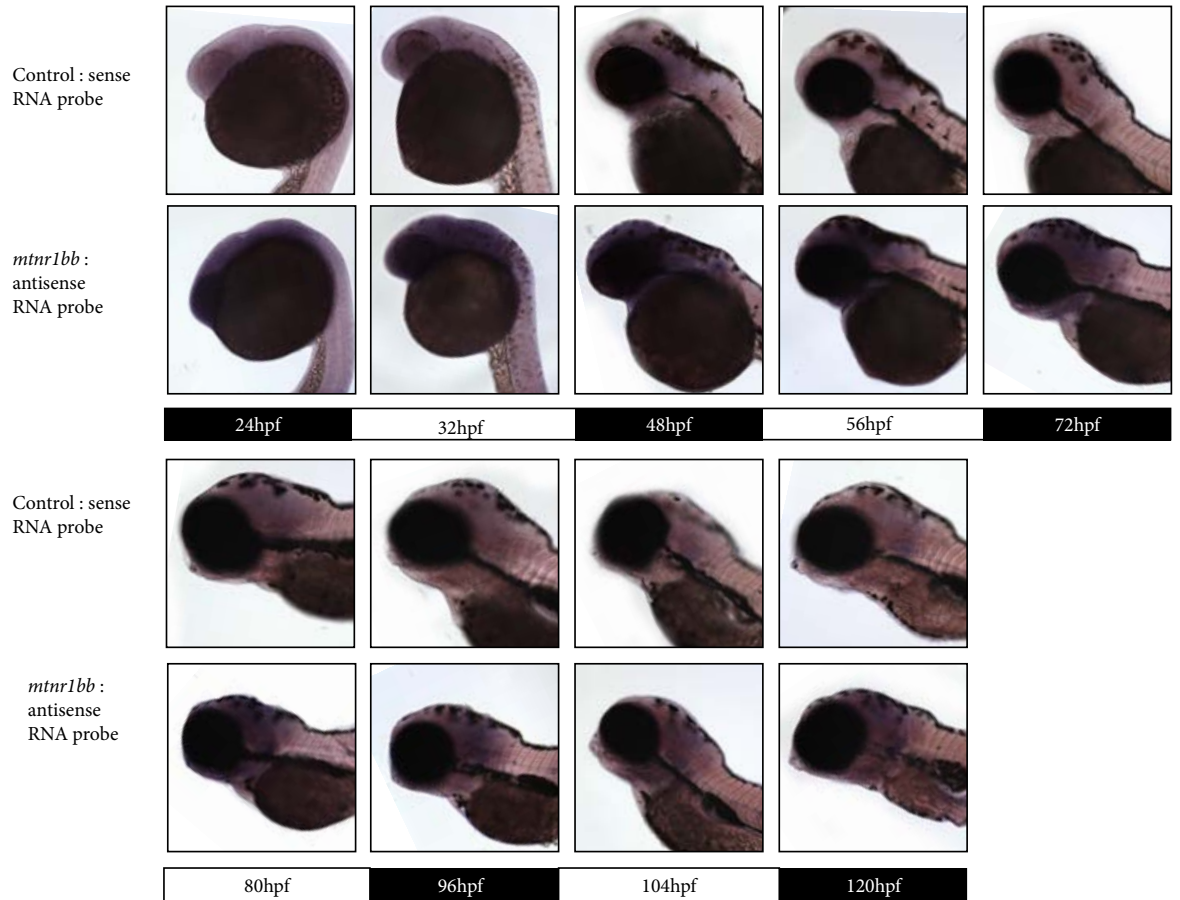 Control : sense
RNA probe
mtnr1bb :
antisense
RNA probe
24hpf 32hpf 48hpf 56hpf 72hpf
Control : sense
RNA probe
mtnr1bb :
antisense
RNA probe
80hpf 96hpf 104hpf 120hpf